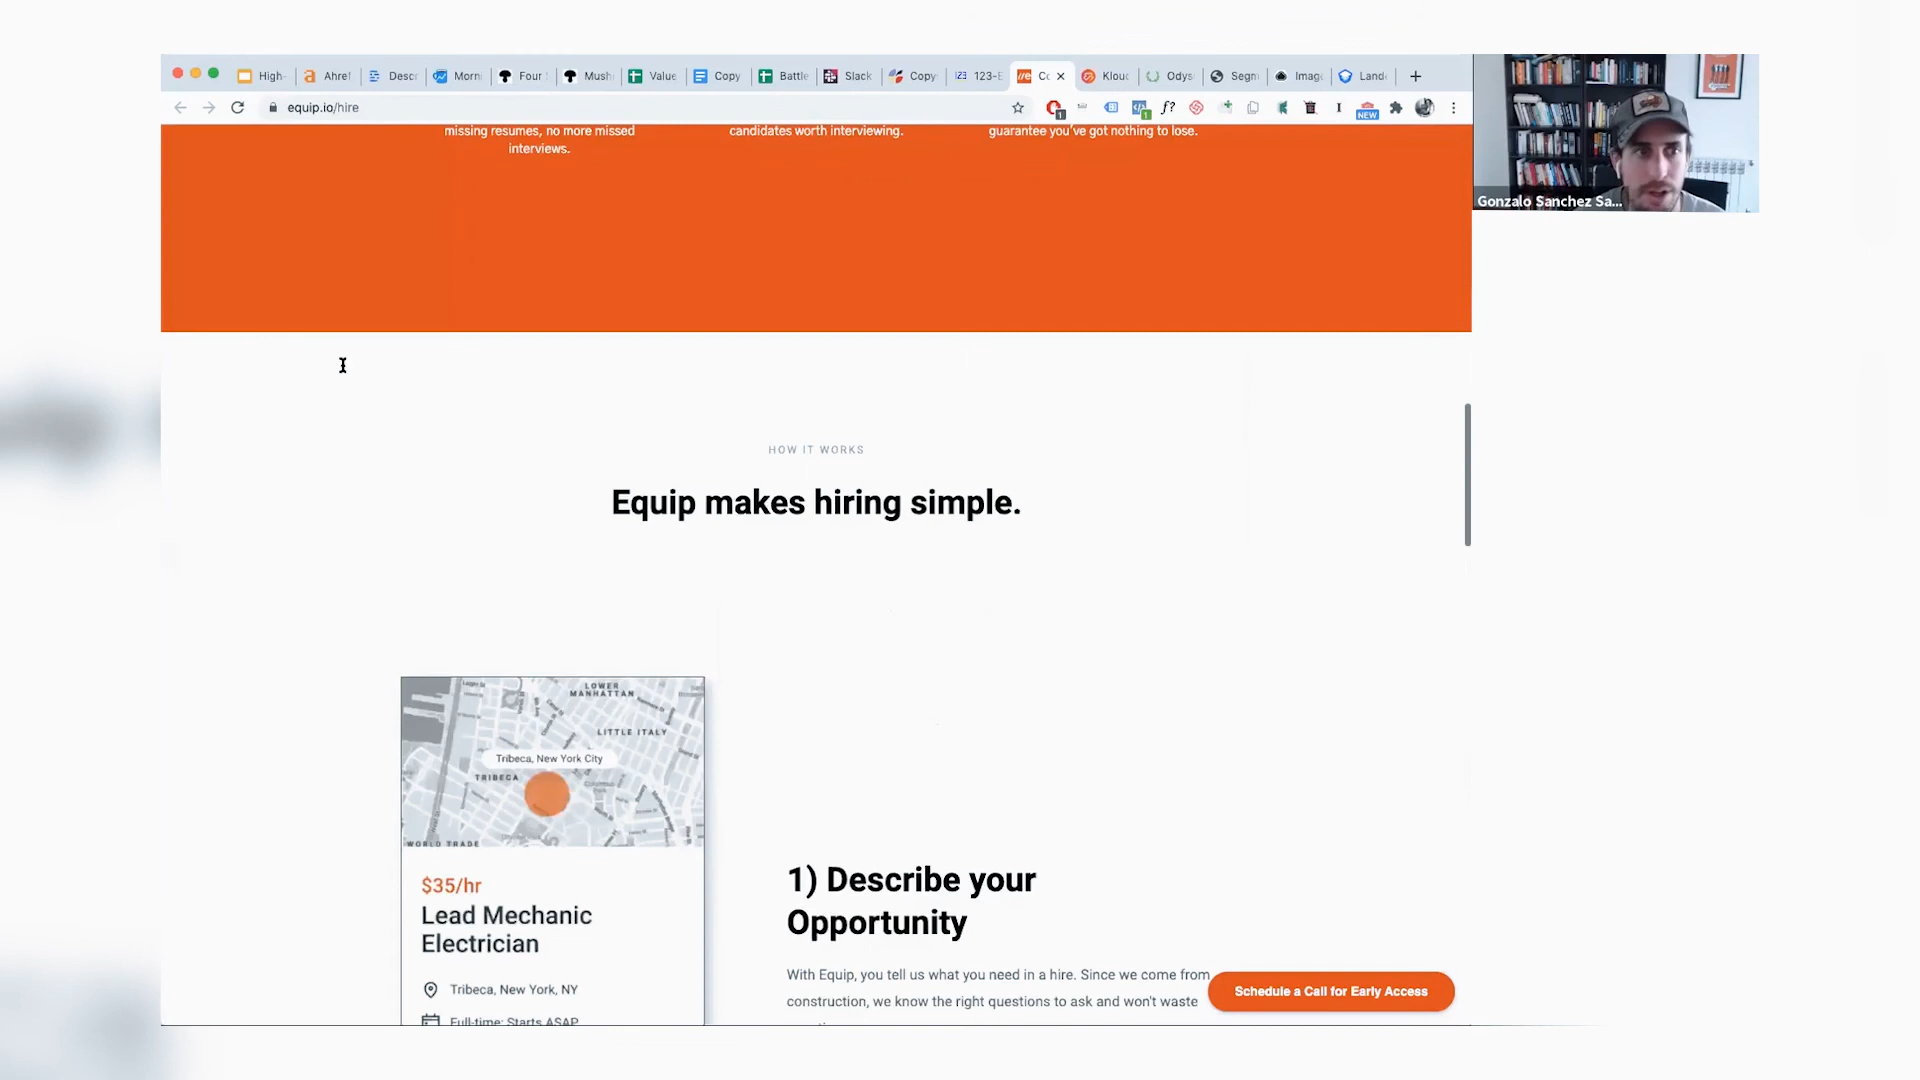 High-
Ahref
Descr
Morn
Four
Mush
Value
Copy
Battle
Slack
Copy
123-E
Co
Klou
Odys
Segm
Imag
Land
equip.io/hire
NEW
missing resumes, no more missed
interviews.
candidates worth interviewing.
guarantee you've got nothing to lose.
Gonzalo Sanchez Sa...
HOW IT WORKS
Equip makes hiring simple.
LOWER
MANHATTAN
LITTLE ITALY
Tribeca, New York City
TRIBECA
WORLD TRADE
$35/hr
Lead Mechanic
Electrician
Tribeca, New York, NY
Full-time: Starts ASAP
1) Describe your
Opportunity
With Equip, you tell us what you need in a hire. Since we come from
construction, we know the right questions to ask and won't waste
Schedule a Call for Early Access